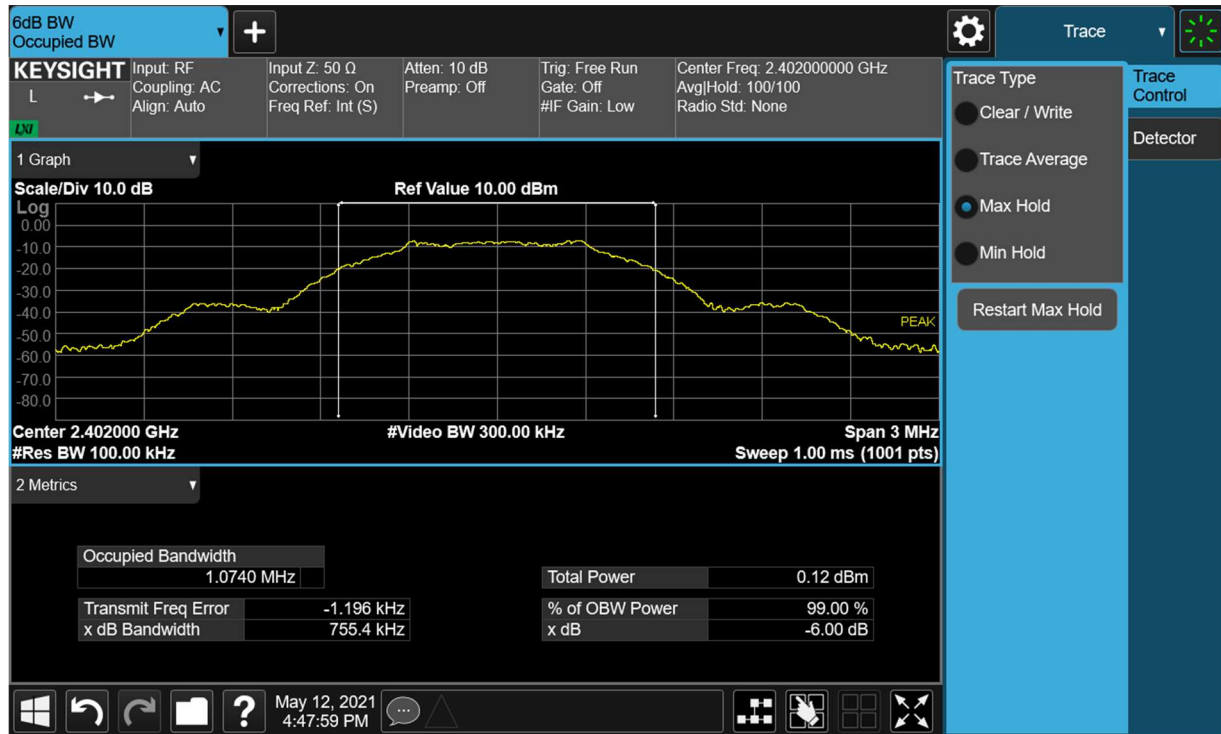 6dB BW
Occupied BW
+
Trace
KEYSIGHT
L
LXI
Input: RF
Coupling: AC
Align: Auto
Input Z: 50 Ω
Corrections: On
Freq Ref: Int (S)
Atten: 10 dB
Preamp: Off
Trig: Free Run
Gate: Off
#IF Gain: Low
Center Freq: 2.402000000 GHz
Avg|Hold: 100/100
Radio Std: None
Trace Type
Clear / Write
Trace Average
Max Hold
Min Hold
Restart Max Hold
Trace
Control
Detector
1 Graph
Scale/Div 10.0 dB
Ref Value 10.00 dBm
Log
0.00
-10.0
-20.0
-30.0
-40.0
-50.0
-60.0
-70.0
-80.0
PEAK
Center 2.402000 GHz
#Video BW 300.00 kHz
Span 3 MHz
#Res BW 100.00 kHz
Sweep 1.00 ms (1001 pts)
2 Metrics
Occupied Bandwidth
1.0740 MHz
Total Power 0.12 dBm
Transmit Freq Error -1.196 kHz
% of OBW Power 99.00 %
x dB Bandwidth 755.4 kHz
x dB -6.00 dB
?
May 12, 2021
4:47:59 PM